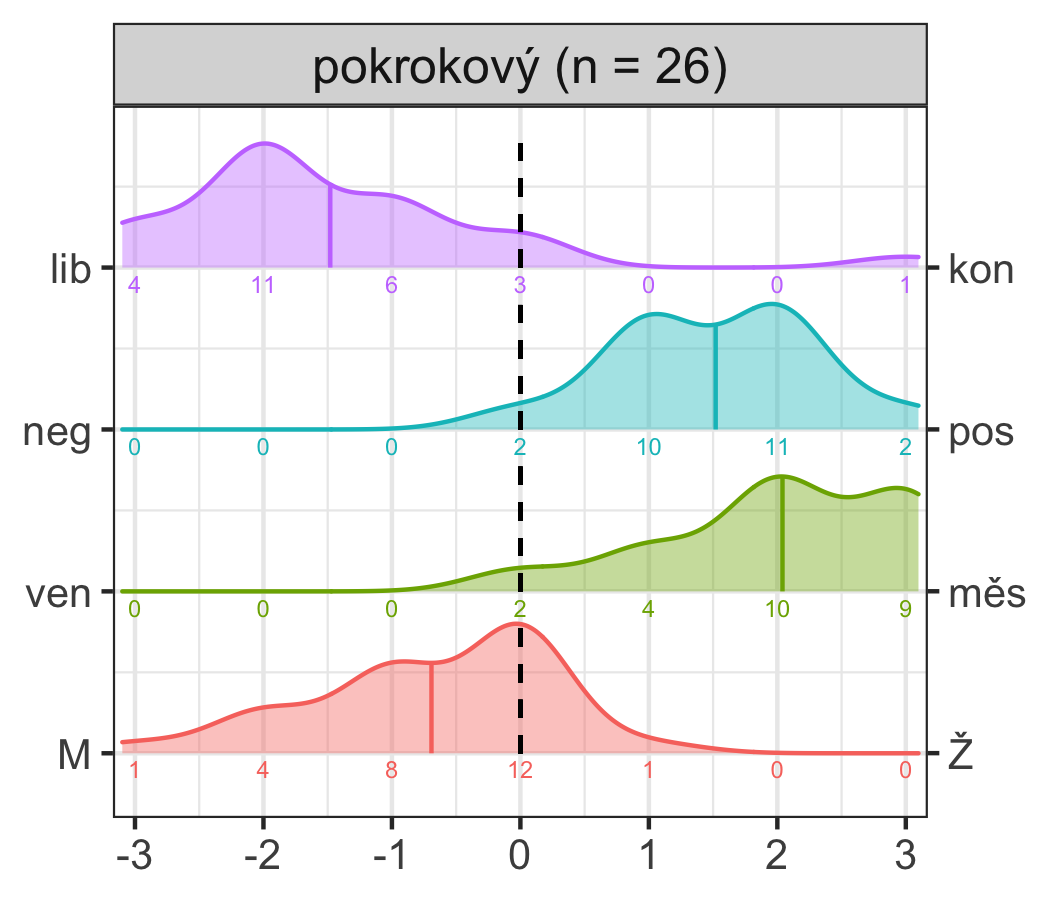 pokrokový (n = 26)
lib kon
4 11 6 3 0 0 1
neg pos
0 0 0 2 10 11 2
ven měs
0 0 0 2 4 10 9
M Ž
1 4 8 12 1 0 0
-3 -2 -1 0 1 2 3